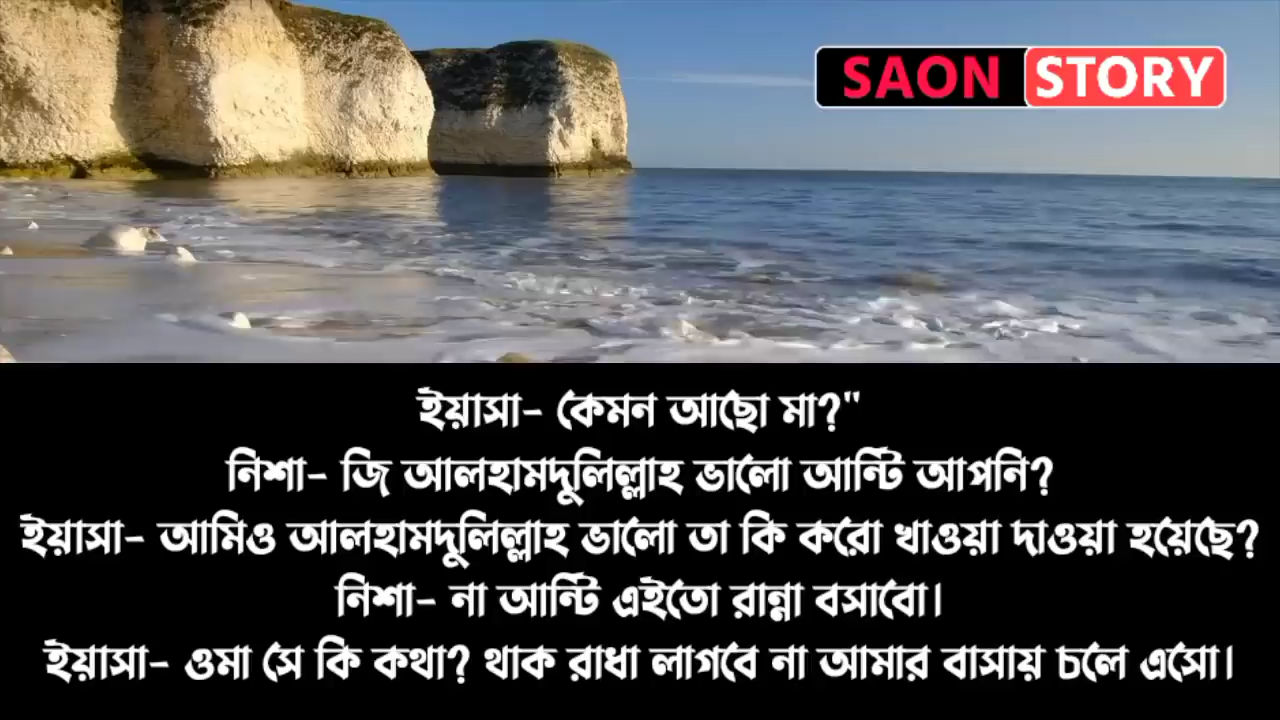 SAON STORY
ইয়াসা- কেমন আছো মা?"
নিশা- জি আলহামদুলিল্লাহ ভালো আন্টি আপনি?
ইয়াসা- আমিও আলহামদুলিল্লাহ ভালো তা কি করো খাওয়া দাওয়া হয়েছে?
নিশা- না আন্টি এইতো রান্না বসাবো।
ইয়াসা- ওমা সে কি কথা? থাক রাধা লাগবে না আমার বাসায় চলে এসো।